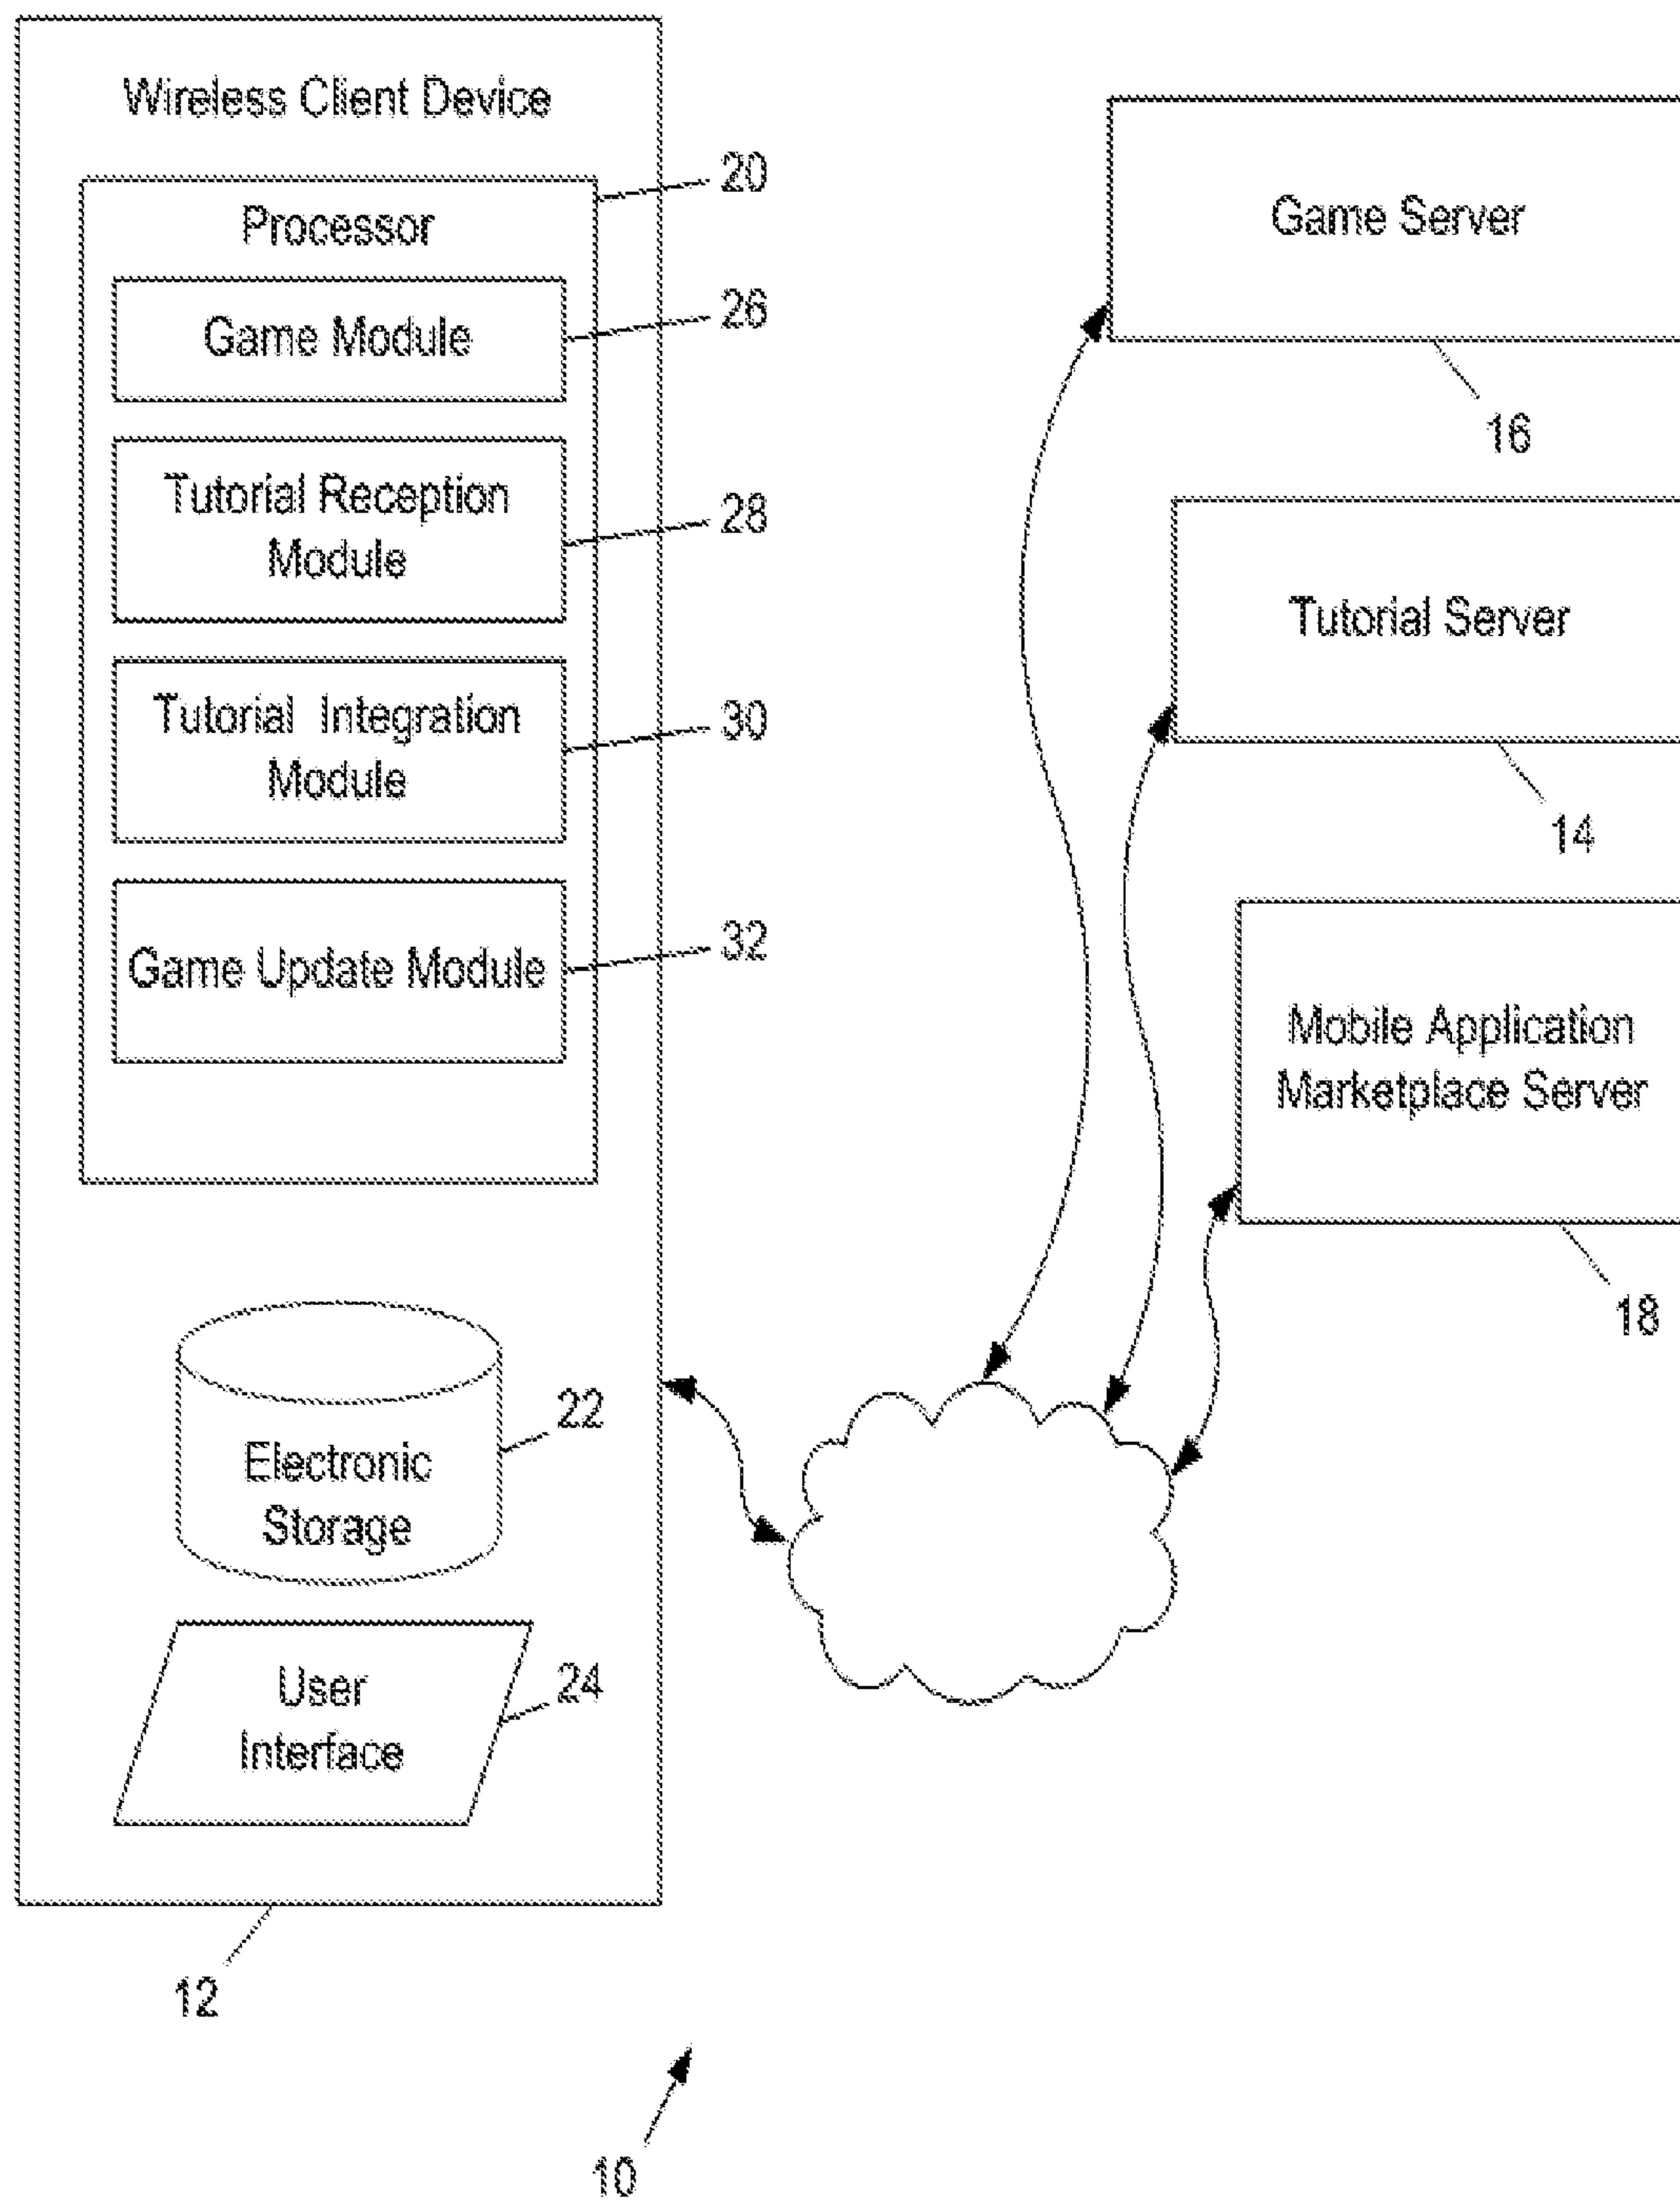 Wireless Client Device
Processor
20
Game Module
26
Tutorial Reception
Module
28
Tutorial Integration
Module
30
Game Update Module
32
Electronic
Storage
22
User
Interface
24
12
Game Server
16
Tutorial Server
14
Mobile Application
Marketplace Server
18
10